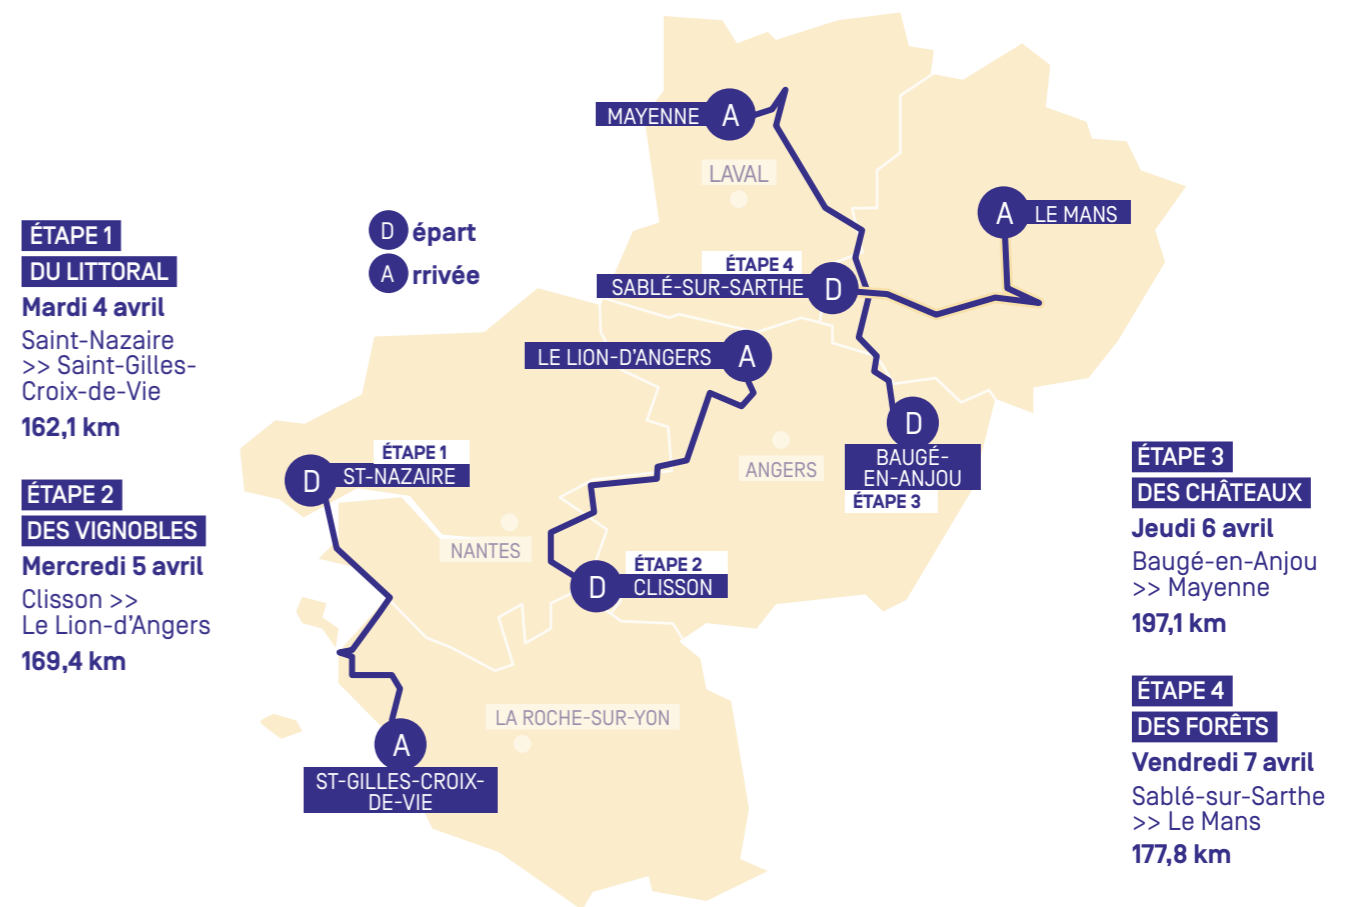 ÉTAPE 1
DU LITTORAL
Mardi 4 avril
Saint-Nazaire
>> Saint-Gilles-
Croix-de-Vie
162,1 km
ÉTAPE 2
DES VIGNOBLES
Mercredi 5 avril
Clisson >>
Le Lion-d'Angers
169,4 km
D épart
A rrivée
MAYENNE A
LAVAL
A LE MANS
ÉTAPE 4
SABLÉ-SUR-SARTHE D
LE LION-D'ANGERS A
D
BAUGÉ-
EN-ANJOU
ÉTAPE 3
ANGERS
ÉTAPE 1
D ST-NAZAIRE
NANTES
ÉTAPE 2
D CLISSON
LA ROCHE-SUR-YON
A
ST-GILLES-CROIX-
DE-VIE
ÉTAPE 3
DES CHÂTEAUX
Jeudi 6 avril
Baugé-en-Anjou
>> Mayenne
197,1 km
ÉTAPE 4
DES FORÊTS
Vendredi 7 avril
Sablé-sur-Sarthe
>> Le Mans
177,8 km